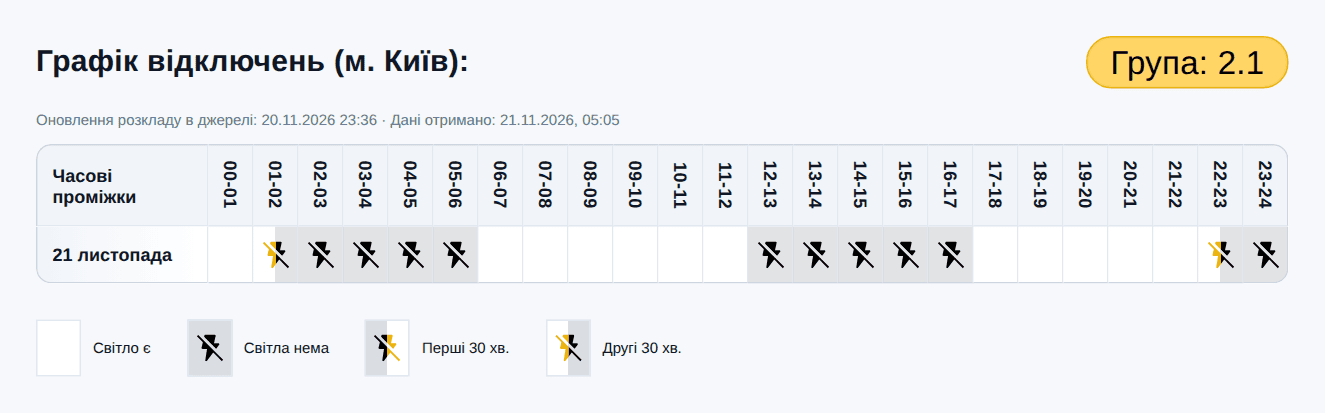 Графік відключень (м. Київ):
Група: 2.1
Оновлення розкладу в джерелі: 20.11.2026 23:36 · Дані отримано: 21.11.2026, 05:05
Часові проміжки 00-01 01-02 02-03 03-04 04-05 05-06 06-07 07-08 08-09 09-10 10-11 11-12 12-13 13-14 14-15 15-16 16-17 17-18 18-19 19-20 20-21 21-22 22-23 23-24
21 листопада
Світло є Світла нема Перші 30 хв. Другі 30 хв.